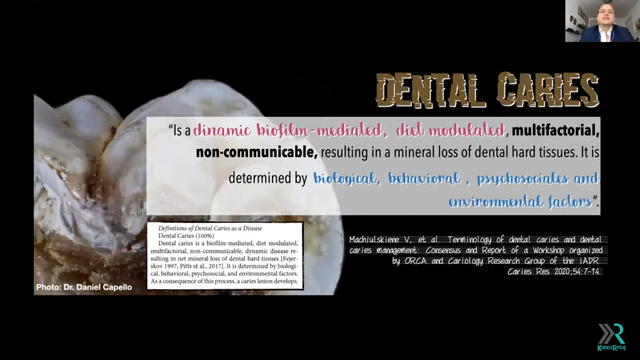 DENTAL CARIES
"Is a dinamic biofilm-mediated, diet modulated, multifactorial,
non-communicable, resulting in a mineral loss of dental hard tissues. It is
determined by biological, behavioral , psychosociales and
environmental factors".
Definitions of Dental Caries as a Disease
Dental Caries (100%)
Dental caries is a biofilm-mediated, diet modulated,
multifactorial, non-communicable, dynamic disease re-
sulting in net mineral loss of dental hard tissues [Fejer-
skov 1997; Pitts et al., 2017]. It is determined by biologi-
cal, behavioral, psychosocial, and environmental factors.
As a consequence of this process, a caries lesion develops.
Machiulskiene V, et al. Terminology of dental caries and dental
caries management: Consensus and Report of a Workshop organized
by ORCA and Cariology Research Group of the IADR.
Caries Res 2020;54:7-14.
Photo: Dr. Daniel Capello